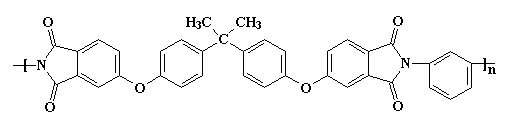 O H₃C CH₃ O
C
[N N ]n
O O
O O